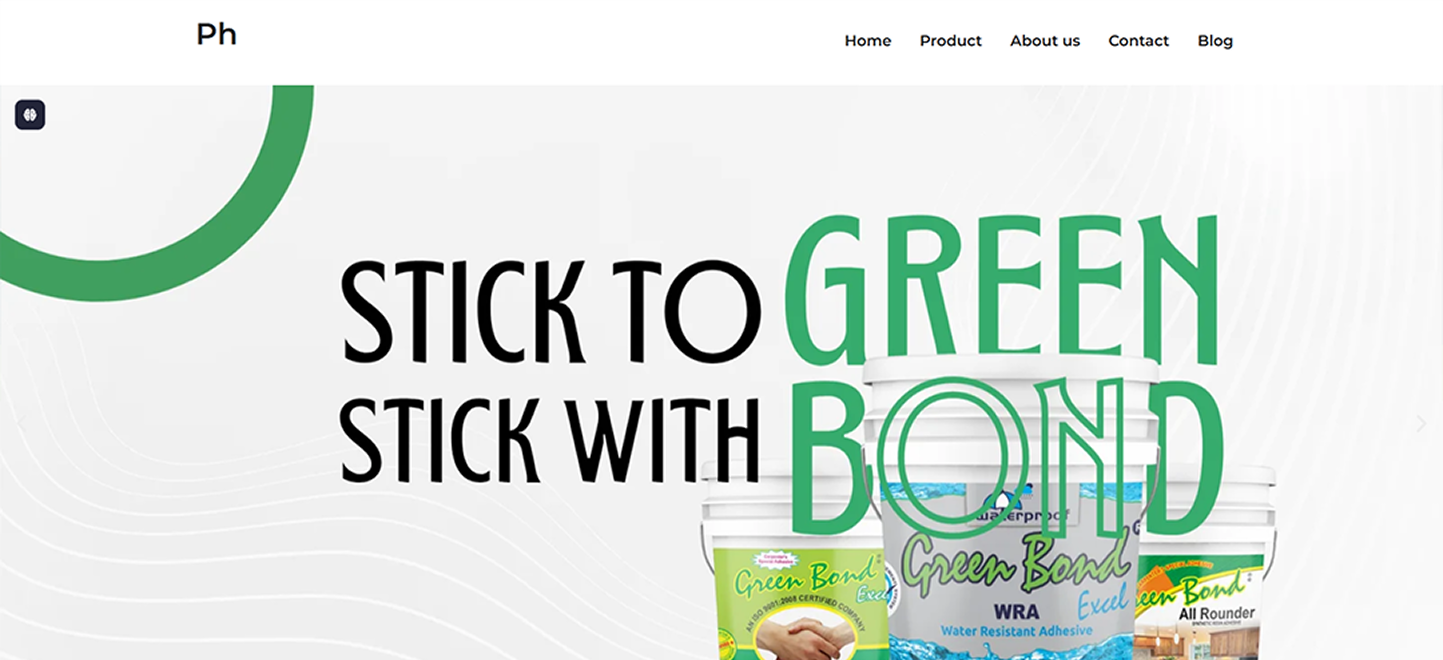 Ph
Home Product About us Contact Blog
STICK TO GREEN
STICK WITH BOND
waterproof
Green Bond
Excel
WRA
Water Resistant Adhesive
Green Bond
AN ISO 9001:2008 CERTIFIED COMPANY
Green Bond
All Rounder